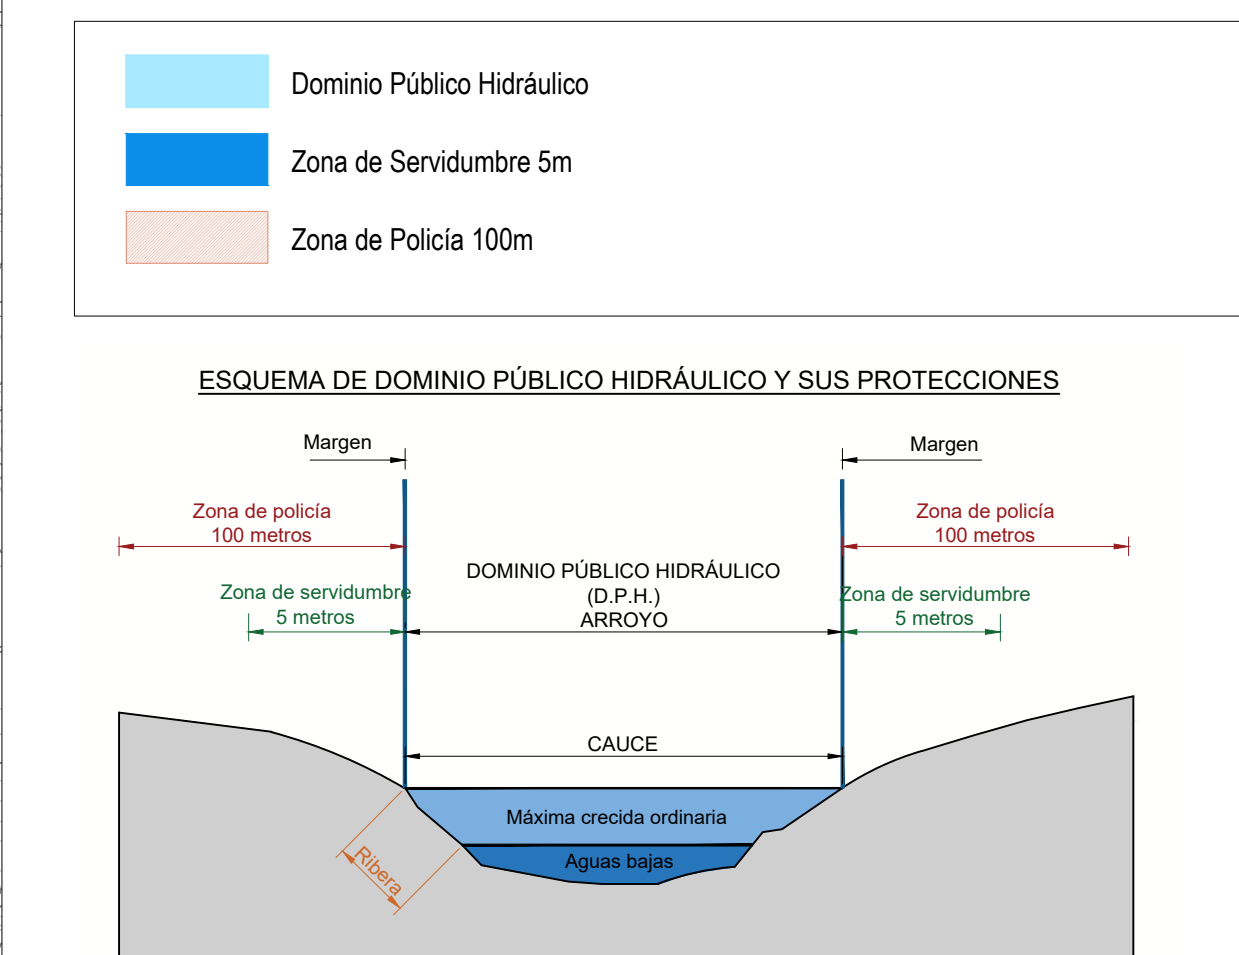 Dominio Público Hidráulico
Zona de Servidumbre 5m
Zona de Policía 100m
ESQUEMA DE DOMINIO PÚBLICO HIDRÁULICO Y SUS PROTECCIONES
Margen
Margen
Zona de policía
100 metros
Zona de policía
100 metros
DOMINIO PÚBLICO HIDRÁULICO
(D.P.H.)
ARROYO
Zona de servidumbre
5 metros
Zona de servidumbre
5 metros
CAUCE
Máxima crecida ordinaria
Aguas bajas
Ribera